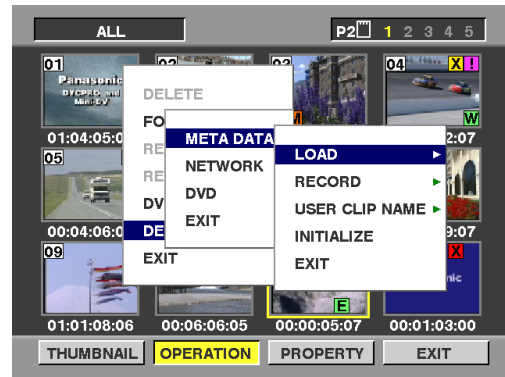 ALL
P2 1 2 3 4 5
01
02
03
04 X !
Panasonic
DVCPRO and
Mini-DV
M
W
01:04:05:0
2:07
DELETE
FO
RE
RE
DV
DE
EXIT
META DATA
NETWORK
DVD
EXIT
LOAD
RECORD
USER CLIP NAME
INITIALIZE
EXIT
05
00:04:06:0
9:07
09
X
nic
E
01:01:08:06
00:06:06:05
00:00:05:07
00:01:03:00
THUMBNAIL
OPERATION
PROPERTY
EXIT